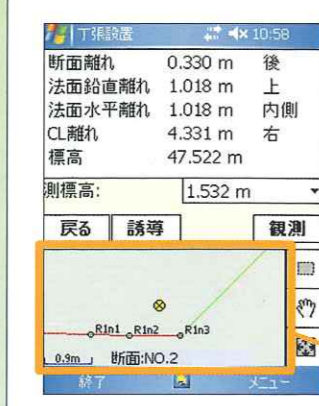 丁張設置 10:58
断面離れ 0.330 m 後
法面鉛直離れ 1.018 m 上
法面水平離れ 1.018 m 内側
CL離れ 4.331 m 右
標高 47.522 m
測標高: 1.532 m
戻る 誘導 観測
R1n1 R1n2 R1n3
0.9m 断面:NO.2
終了 メニュー